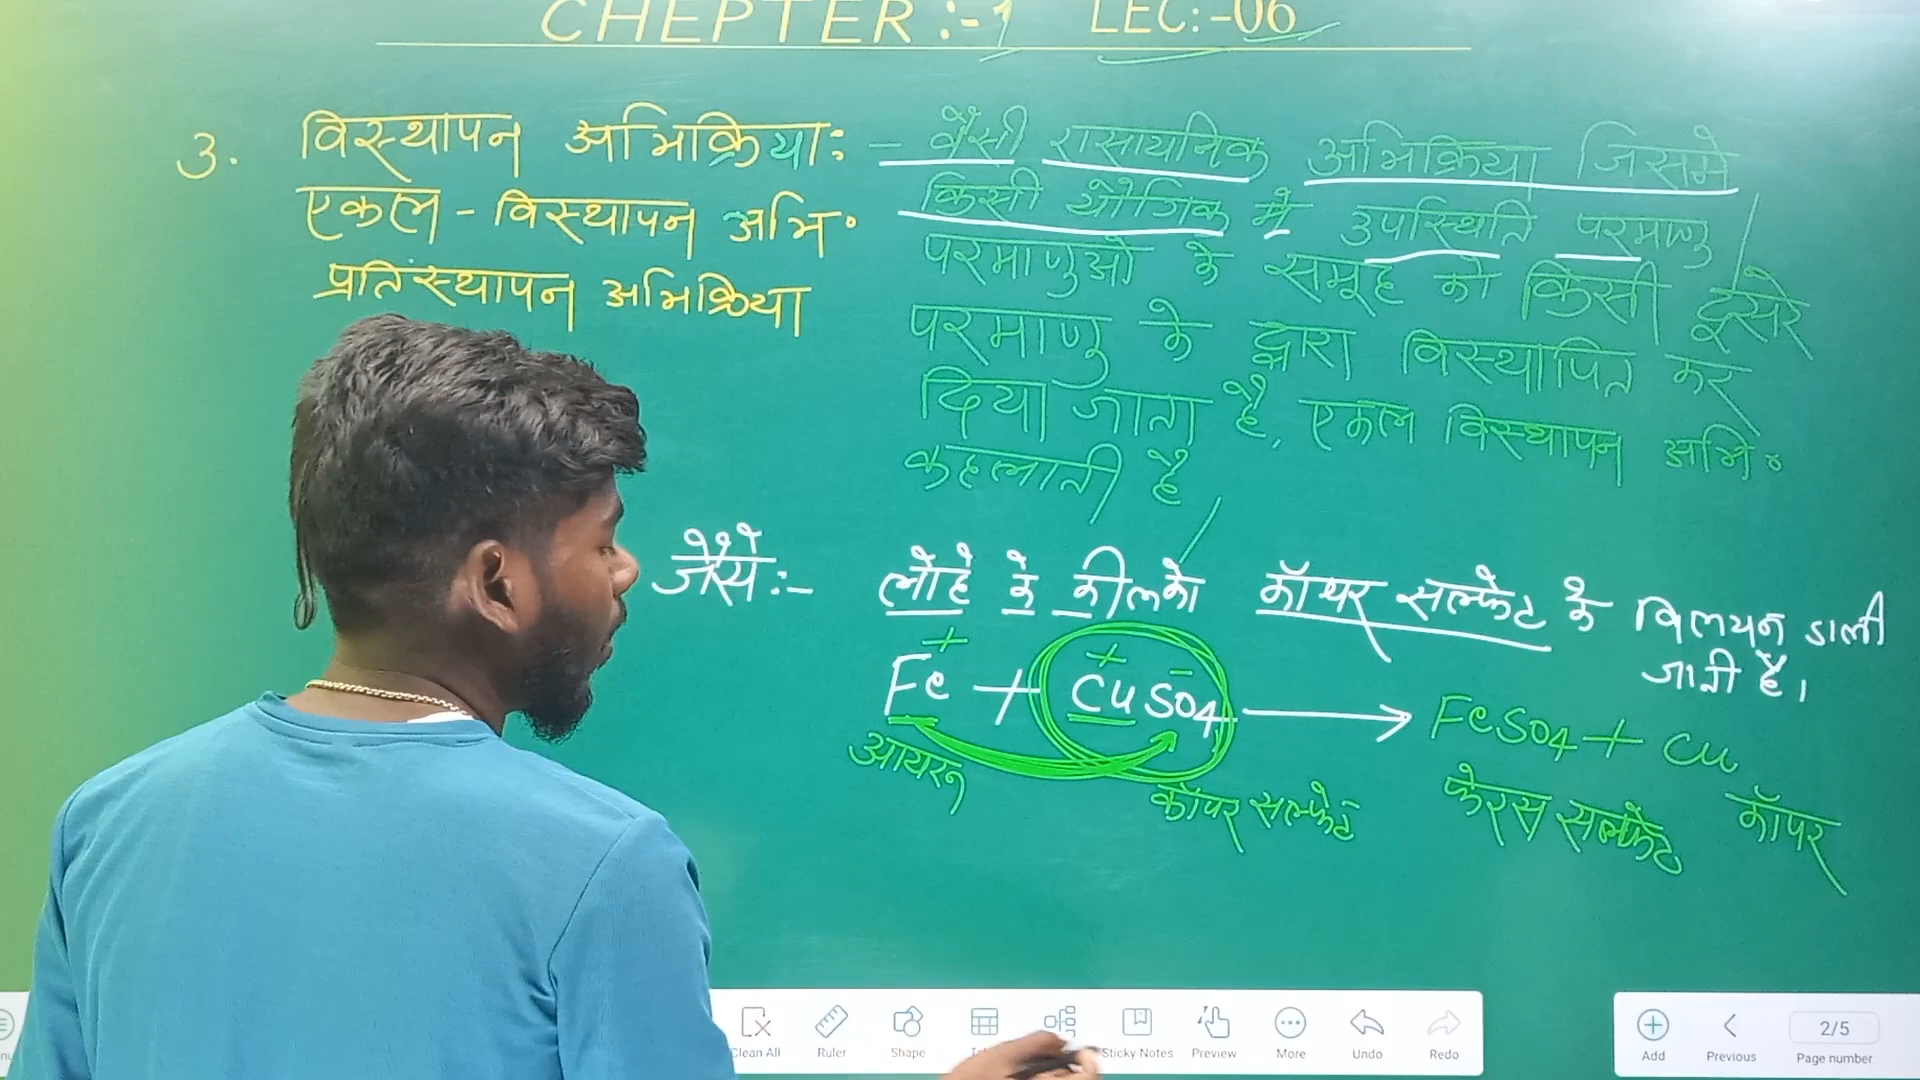 CHEPTER :- 1 LEC:-06
3. विस्थापन अभिक्रिया: - वैसी रासायनिक अभिक्रिया जिसमे
एकल - विस्थापन अभि॰ किसी यौगिक मे उपस्थिति परमाणु /
प्रतिस्थापन अभिक्रिया परमाणुओ के समूह को किसी दूसरे
परमाणु के द्वारा विस्थापित कर
दिया जाता है, एकल विस्थापन अभि॰
कहलाती है /
जैसे:- लोहे के कीलको कॉपर सल्फेट के विलयन डाली
जाती है।
+ + -
Fe + CuSO4 → FeSO4 + Cu
आयरन कॉपर सल्फेट फेरस सल्फेट कॉपर
Clean All Ruler Shape Sticky Notes Preview More Undo Redo
Add Previous 2/5 Page number